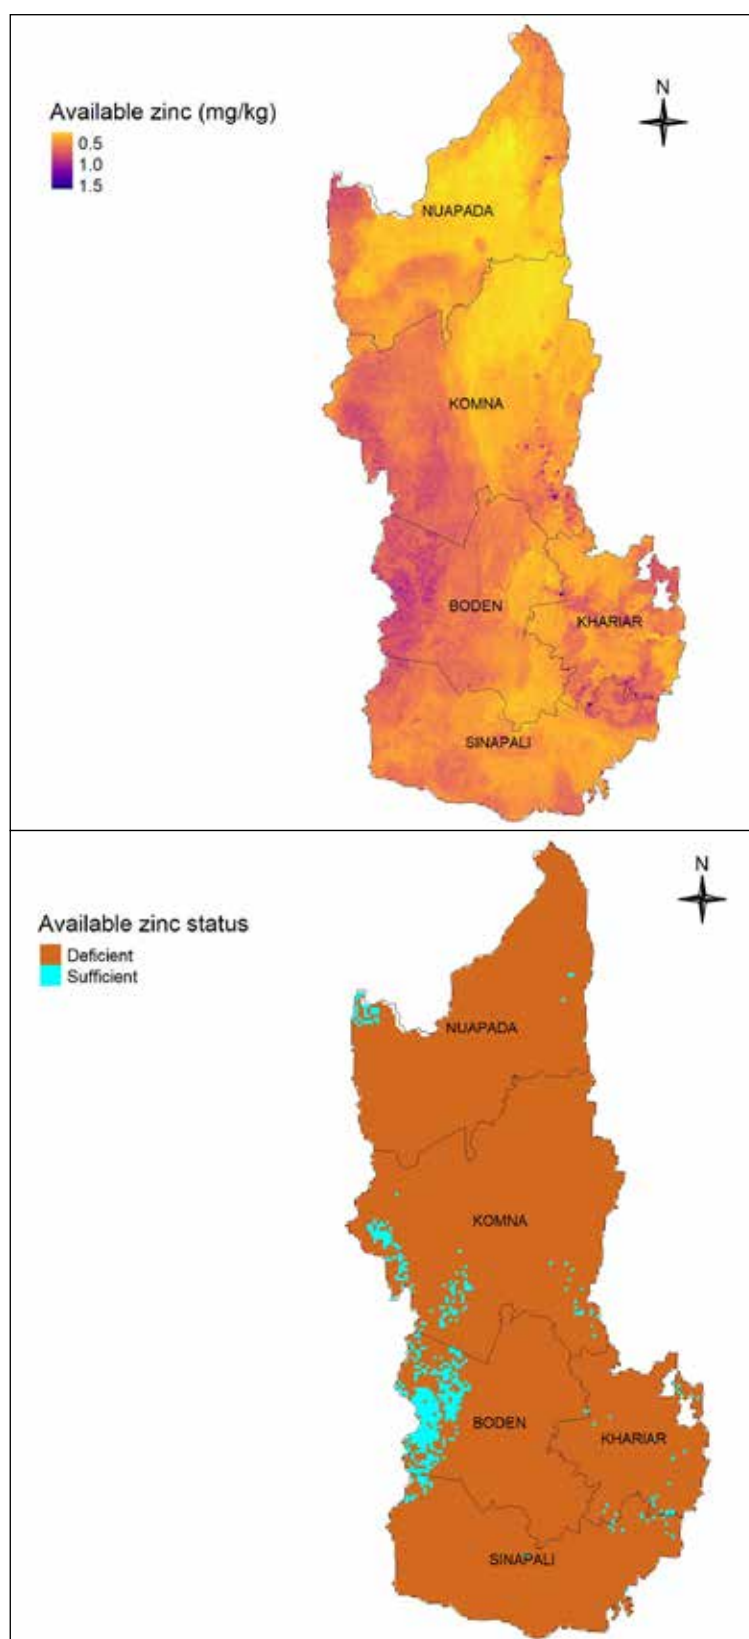 Available zinc (mg/kg)
0.5
1.0
1.5
N
NUAPADA
KOMNA
BODEN
KHARIAR
SINAPALI
Available zinc status
Deficient
Sufficient
N
NUAPADA
KOMNA
BODEN
KHARIAR
SINAPALI